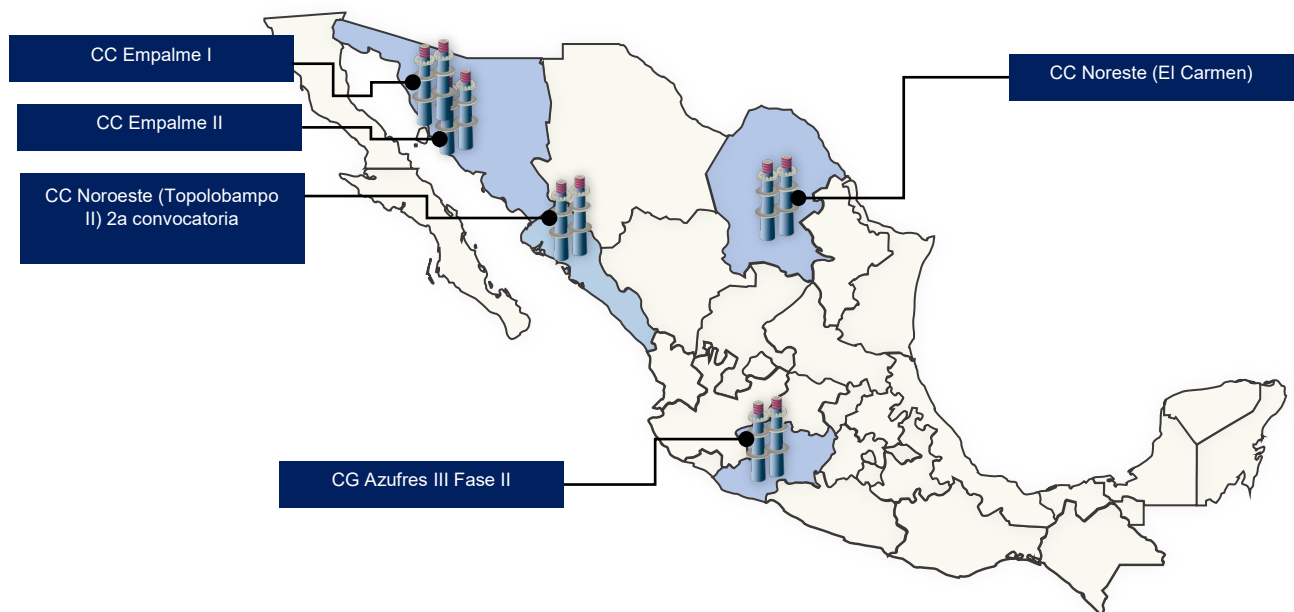 CC Empalme I
CC Noreste (El Carmen)
CC Empalme II
CC Noroeste (Topolobampo
II) 2a convocatoria
CG Azufres III Fase II